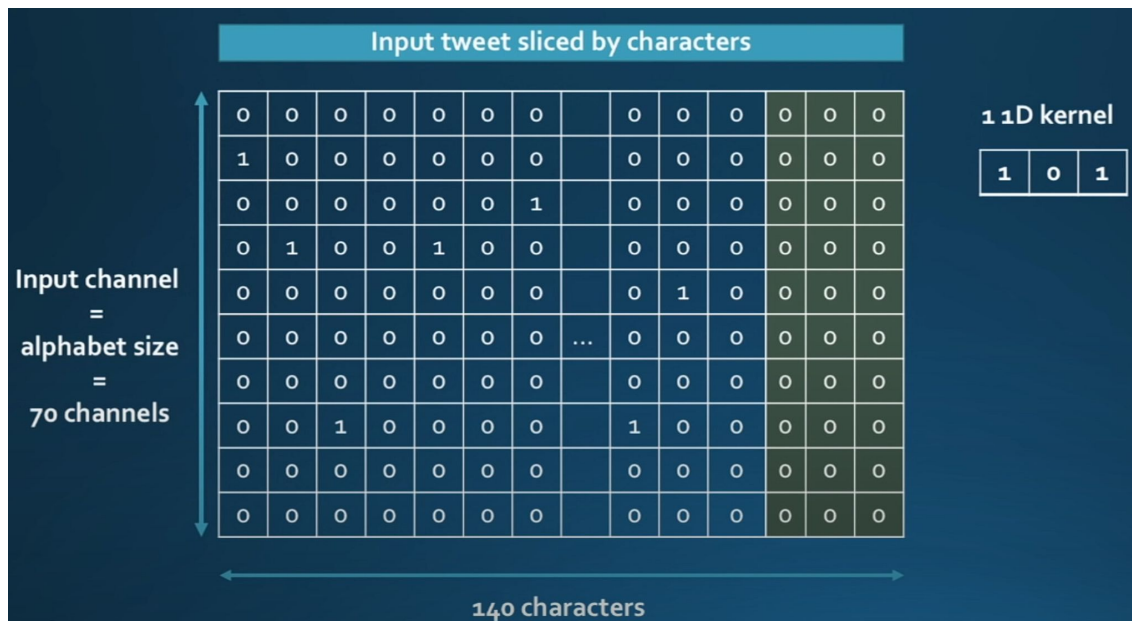 Input tweet sliced by characters
0 0 0 0 0 0 0 0 0 0 0 0 0
1 0 0 0 0 0 0 0 0 0 0 0 0
0 0 0 0 0 0 1 0 0 0 0 0 0
0 1 0 0 1 0 0 0 0 0 0 0 0
0 0 0 0 0 0 0 0 1 0 0 0 0
0 0 0 0 0 0 0 ... 0 0 0 0 0 0
0 0 0 0 0 0 0 0 0 0 0 0 0
0 0 1 0 0 0 0 1 0 0 0 0 0
0 0 0 0 0 0 0 0 0 0 0 0 0
0 0 0 0 0 0 0 0 0 0 0 0 0
Input channel
=
alphabet size
=
70 channels
140 characters
1 1D kernel
1 0 1